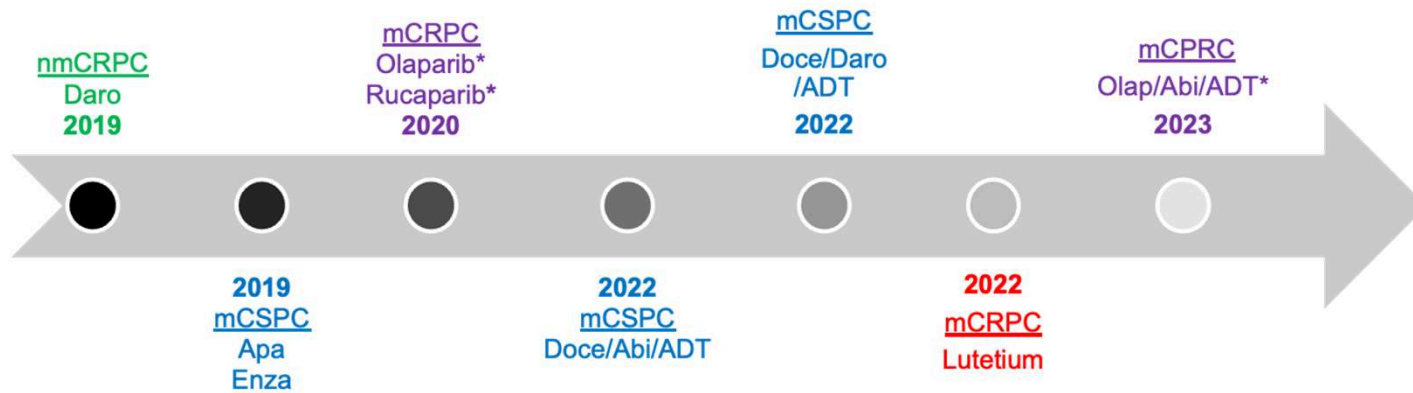 nmCRPC
Daro
2019
2019
mCSPC
Apa
Enza
mCRPC
Olaparib*
Rucaparib*
2020
2022
mCSPC
Doce/Abi/ADT
mCSPC
Doce/Daro
/ADT
2022
2022
mCRPC
Lutetium
mCPRC
Olap/Abi/ADT*
2023